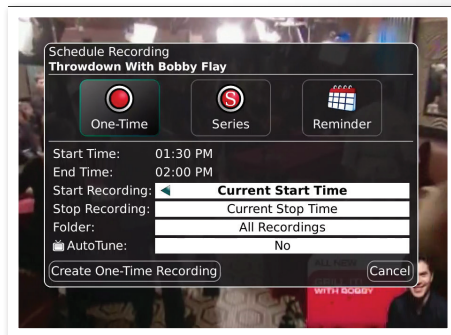 Schedule Recording
Throwdown With Bobby Flay
One-Time
S
Series
Reminder
Start Time: 01:30 PM
End Time: 02:00 PM
Start Recording: Current Start Time
Stop Recording: Current Stop Time
Folder: All Recordings
AutoTune: No
Create One-Time Recording
Cancel
ALL NEW
WITH BOBBY